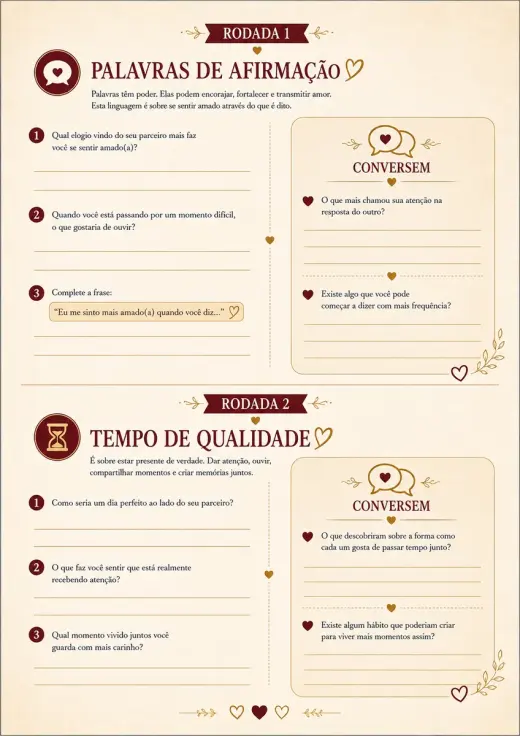 RODADA 1
PALAVRAS DE AFIRMAÇÃO
Palavras têm poder. Elas podem encorajar, fortalecer e transmitir amor.
Esta linguagem é sobre se sentir amado através do que é dito.
1 Qual elogio vindo do seu parceiro mais faz
você se sentir amado(a)?
2 Quando você está passando por um momento difícil,
o que gostaria de ouvir?
3 Complete a frase:
"Eu me sinto mais amado(a) quando você diz..."
CONVERSEM
O que mais chamou sua atenção na
resposta do outro?
Existe algo que você pode
começar a dizer com mais frequência?
RODADA 2
TEMPO DE QUALIDADE
É sobre estar presente de verdade. Dar atenção, ouvir,
compartilhar momentos e criar memórias juntos.
1 Como seria um dia perfeito ao lado do seu parceiro?
2 O que faz você sentir que está realmente
recebendo atenção?
3 Qual momento vivido juntos você
guarda com mais carinho?
CONVERSEM
O que descobriram sobre a forma como
cada um gosta de passar tempo junto?
Existe algum hábito que poderiam criar
para viver mais momentos assim?